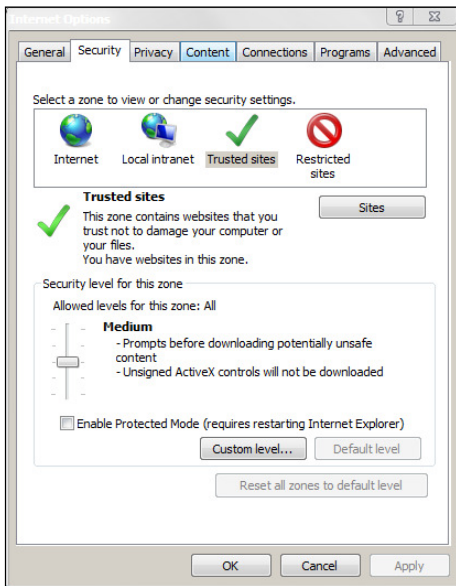 Internet Options
General Security Privacy Content Connections Programs Advanced
Select a zone to view or change security settings.
Internet Local intranet Trusted sites Restricted
sites
Trusted sites
Sites
This zone contains websites that you
trust not to damage your computer or
your files.
You have websites in this zone.
Security level for this zone
Allowed levels for this zone: All
Medium
- Prompts before downloading potentially unsafe
content
- Unsigned ActiveX controls will not be downloaded
Enable Protected Mode (requires restarting Internet Explorer)
Custom level... Default level
Reset all zones to default level
OK Cancel Apply